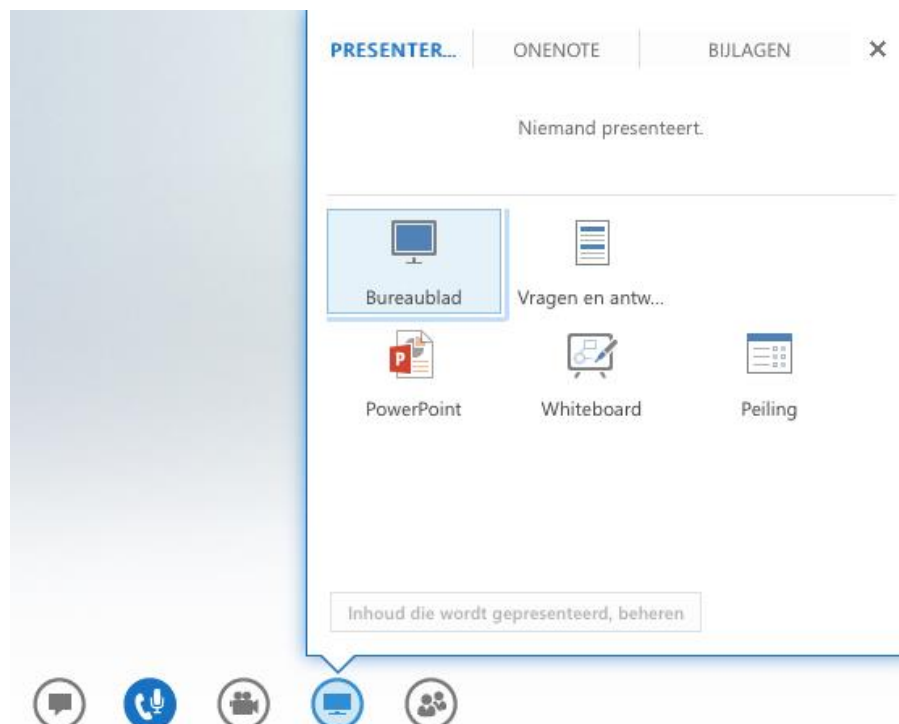 PRESENTER... ONENOTE BIJLAGEN
Niemand presenteert.
Bureaublad Vragen en antw...
P
PowerPoint Whiteboard Peiling
Inhoud die wordt gepresenteerd, beheren